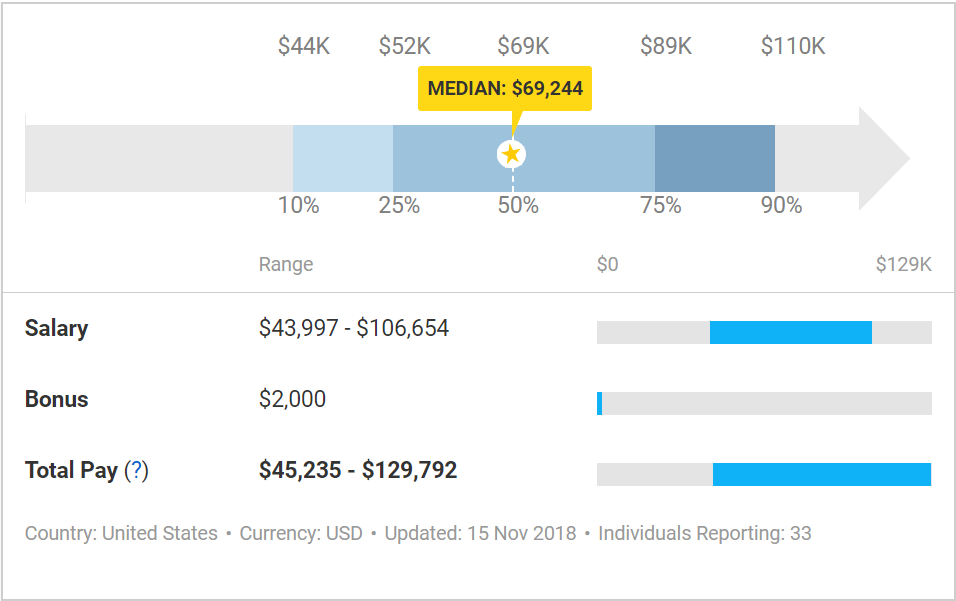 $44K $52K $69K $89K $110K
MEDIAN: $69,244
10% 25% 50% 75% 90%
Range $0 $129K
Salary $43,997 - $106,654
Bonus $2,000
Total Pay (?) $45,235 - $129,792
Country: United States • Currency: USD • Updated: 15 Nov 2018 • Individuals Reporting: 33